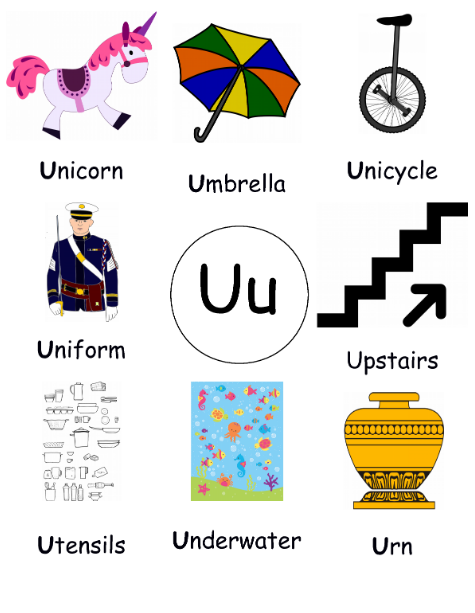 Unicorn
Umbrella
Unicycle
Uniform
Uu
Upstairs
Utensils
Underwater
Urn